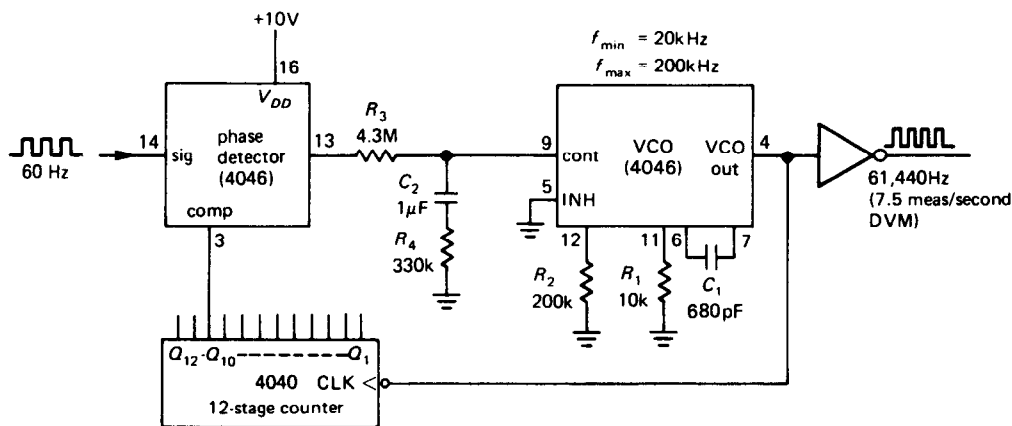 +10V
16
V_DD
14
sig
60 Hz
phase
detector
(4046)
13
comp
3
R_3
4.3M
C_2
1μF
R_4
330k
f_min = 20kHz
f_max = 200kHz
9
cont
VCO
(4046)
VCO
out
4
5
INH
12
11
6
7
R_2
200k
R_1
10k
C_1
680pF
61,440Hz
(7.5 meas/second
DVM)
Q_12-Q_10-----------Q_1
4040 CLK <
12-stage counter